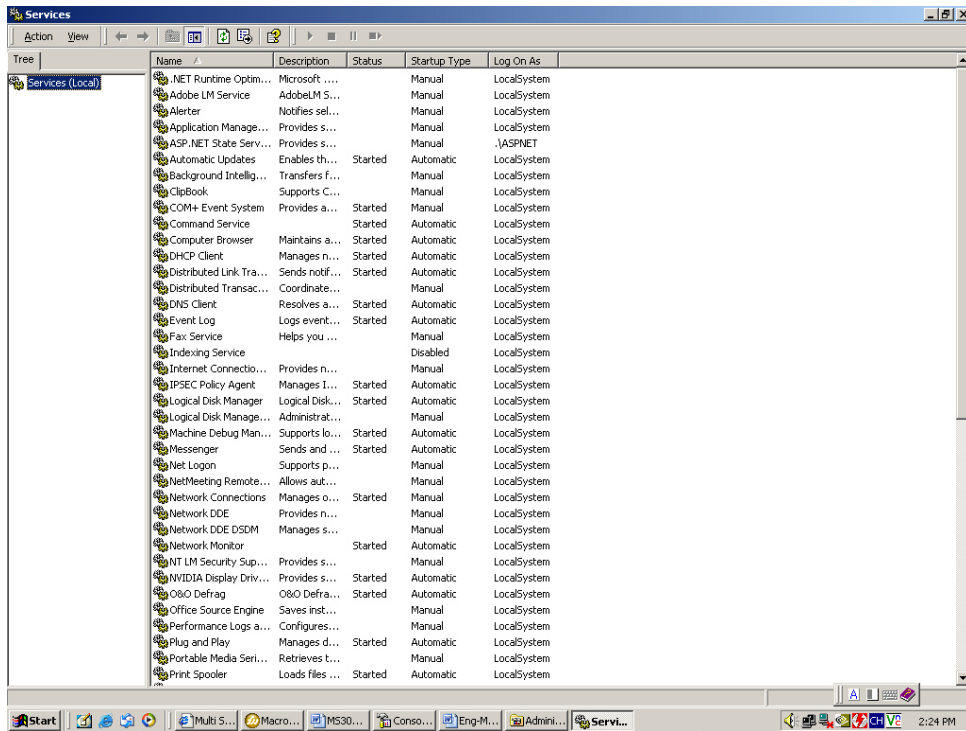 Services
Action View
Tree
Name Description Status Startup Type Log On As
Services (Local)
.NET Runtime Optim... Microsoft .... Manual LocalSystem
Adobe LM Service AdobeLM S... Manual LocalSystem
Alerter Notifies sel... Manual LocalSystem
Application Manage... Provides s... Manual LocalSystem
ASP.NET State Serv... Provides s... Manual .\ASPNET
Automatic Updates Enables th... Started Automatic LocalSystem
Background Intellig... Transfers f... Manual LocalSystem
ClipBook Supports C... Manual LocalSystem
COM+ Event System Provides a... Started Manual LocalSystem
Command Service Started Automatic LocalSystem
Computer Browser Maintains a... Started Automatic LocalSystem
DHCP Client Manages n... Started Automatic LocalSystem
Distributed Link Tra... Sends notif... Started Automatic LocalSystem
Distributed Transac... Coordinate... Manual LocalSystem
DNS Client Resolves a... Started Automatic LocalSystem
Event Log Logs event... Started Automatic LocalSystem
Fax Service Helps you ... Manual LocalSystem
Indexing Service Disabled LocalSystem
Internet Connectio... Provides n... Manual LocalSystem
IPSEC Policy Agent Manages I... Started Automatic LocalSystem
Logical Disk Manager Logical Disk... Started Automatic LocalSystem
Logical Disk Manage... Administrat... Manual LocalSystem
Machine Debug Man... Supports lo... Started Automatic LocalSystem
Messenger Sends and ... Started Automatic LocalSystem
Net Logon Supports p... Manual LocalSystem
NetMeeting Remote... Allows aut... Manual LocalSystem
Network Connections Manages o... Started Manual LocalSystem
Network DDE Provides n... Manual LocalSystem
Network DDE DSDM Manages s... Manual LocalSystem
Network Monitor Started Automatic LocalSystem
NT LM Security Sup... Provides s... Manual LocalSystem
NVIDIA Display Driv... Provides s... Started Automatic LocalSystem
O&O Defrag O&O Defra... Started Automatic LocalSystem
Office Source Engine Saves inst... Manual LocalSystem
Performance Logs a... Configures... Manual LocalSystem
Plug and Play Manages d... Started Automatic LocalSystem
Portable Media Seri... Retrieves t... Manual LocalSystem
Print Spooler Loads files ... Started Automatic LocalSystem
A
Start Multi S... Macro... MS30... Conso... Eng-M... Admini... Servi... CH 2:24 PM